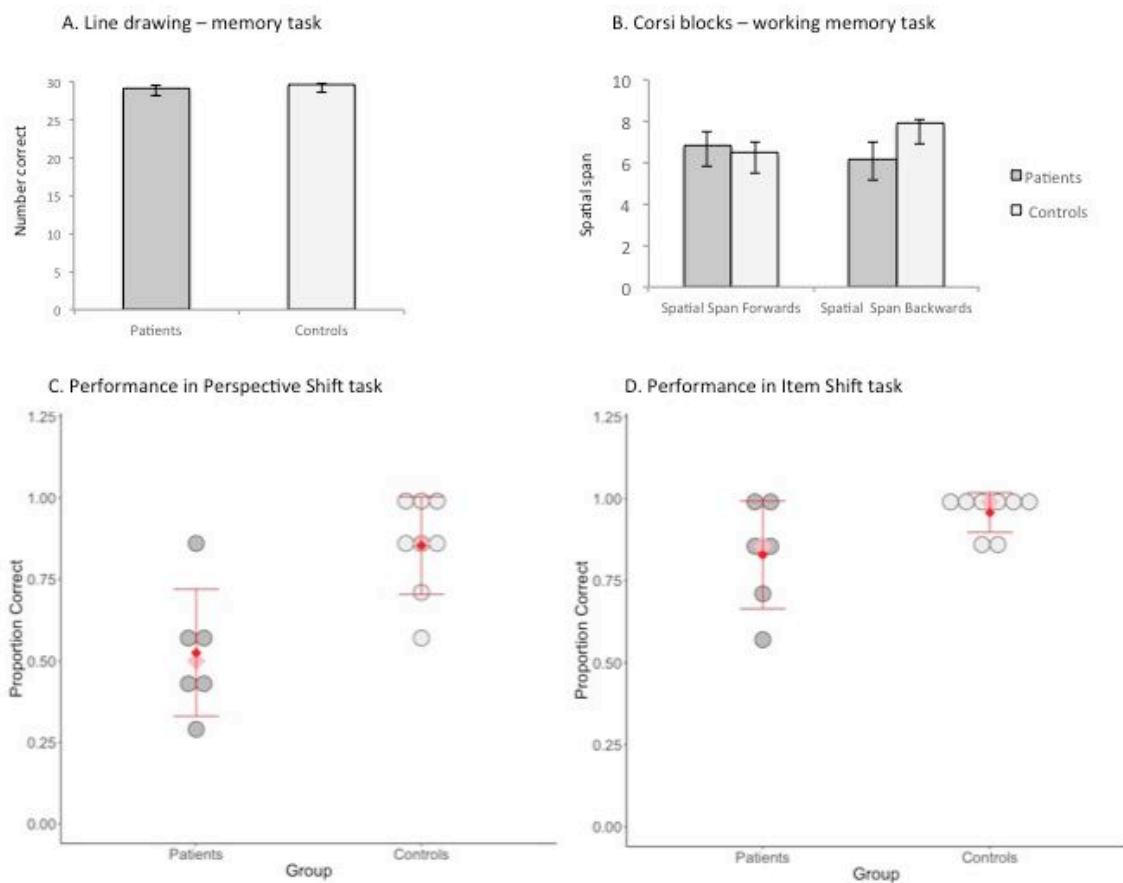 A. Line drawing – memory task
Number correct
30
25
20
15
10
5
0
Patients
Controls
B. Corsi blocks – working memory task
Spatial span
10
8
6
4
2
0
Spatial Span Forwards
Spatial Span Backwards
Patients
Controls
C. Performance in Perspective Shift task
Proportion Correct
1.25
1.00
0.75
0.50
0.25
0.00
Patients
Controls
Group
D. Performance in Item Shift task
Proportion Correct
1.25
1.00
0.75
0.50
0.25
0.00
Patients
Controls
Group